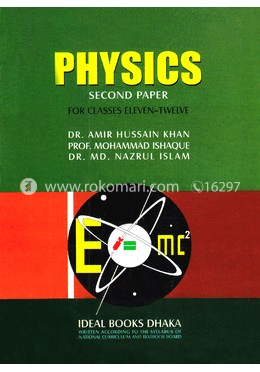 PHYSICS
SECOND PAPER
FOR CLASSES ELEVEN-TWELVE
DR. AMIR HUSSAIN KHAN
PROF. MOHAMMAD ISHAQUE
DR. MD. NAZRUL ISLAM
www.rokomari.com 16297
E mc2
IDEAL BOOKS DHAKA
WRITTEN ACCORDING TO THE SYLLABUS OF
NATIONAL CURRICULUM AND TEXTBOOK BOARD